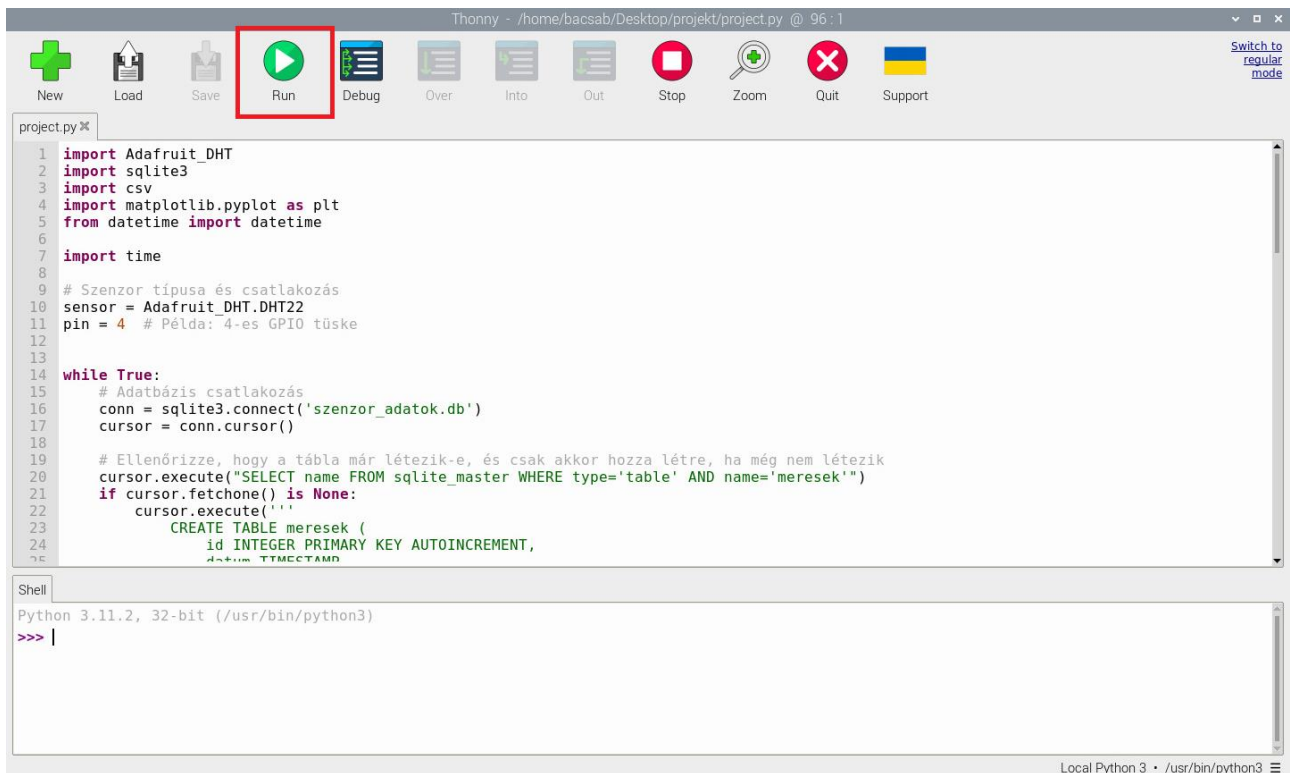 Thonny - /home/bacsab/Desktop/projekt/project.py @ 96 : 1
New Load Save Run Debug Over Into Out Stop Zoom Quit Support
Switch to
regular
mode
project.py
1 import Adafruit_DHT
2 import sqlite3
3 import csv
4 import matplotlib.pyplot as plt
5 from datetime import datetime
6
7 import time
8
9 # Szenzor típusa és csatlakozás
10 sensor = Adafruit_DHT.DHT22
11 pin = 4 # Példa: 4-es GPIO tüske
12
13
14 while True:
15 # Adatbázis csatlakozás
16 conn = sqlite3.connect('szenzor_adatok.db')
17 cursor = conn.cursor()
18
19 # Ellenőrizze, hogy a tábla már létezik-e, és csak akkor hozza létre, ha még nem létezik
20 cursor.execute("SELECT name FROM sqlite_master WHERE type='table' AND name='meresek'")
21 if cursor.fetchone() is None:
22 cursor.execute('''
23 CREATE TABLE meresek (
24 id INTEGER PRIMARY KEY AUTOINCREMENT,
25 datum TIMESTAMP
Shell
Python 3.11.2, 32-bit (/usr/bin/python3)
>>>
Local Python 3 • /usr/bin/python3 ☰